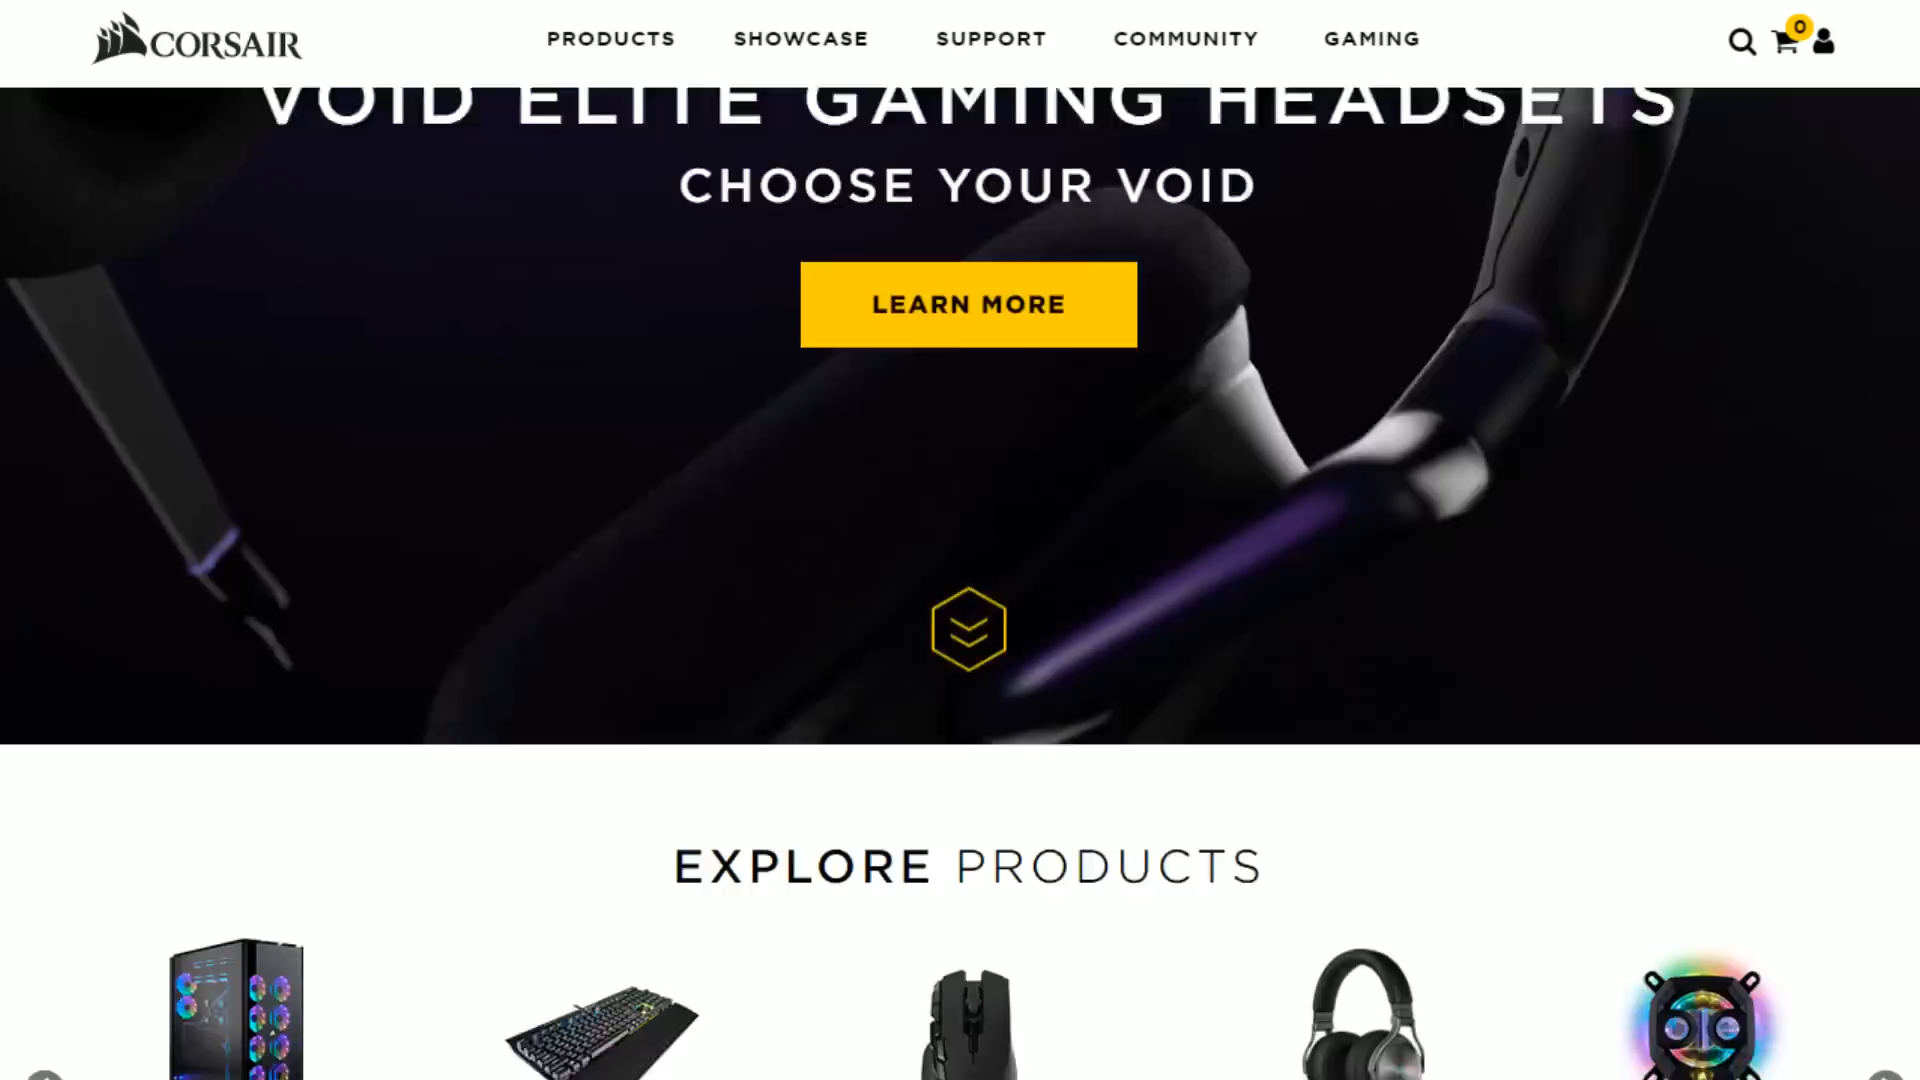 CORSAIR
PRODUCTS SHOWCASE SUPPORT COMMUNITY GAMING
0
VOID ELITE GAMING HEADSETS
CHOOSE YOUR VOID
LEARN MORE
EXPLORE PRODUCTS